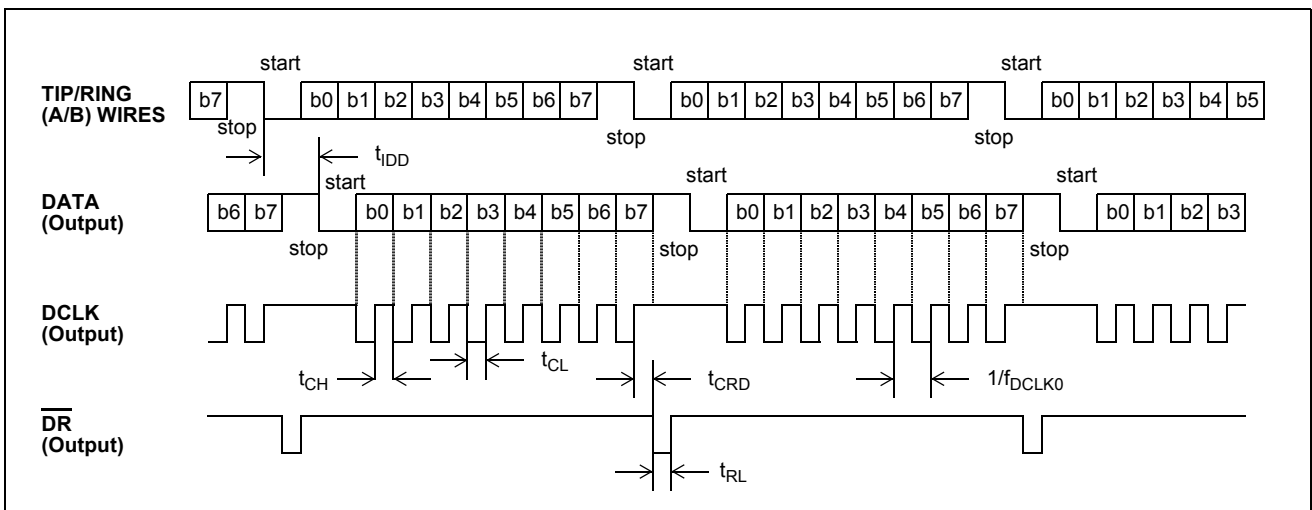 start start start
TIP/RING
(A/B) WIRES
b7 b0 b1 b2 b3 b4 b5 b6 b7 b0 b1 b2 b3 b4 b5 b6 b7 b0 b1 b2 b3 b4 b5
stop stop stop
tIDD
DATA
(Output)
start start start
b6 b7 b0 b1 b2 b3 b4 b5 b6 b7 b0 b1 b2 b3 b4 b5 b6 b7 b0 b1 b2 b3
stop stop stop
DCLK
(Output)
tCH tCL tCRD 1/fDCLK0
DR
(Output)
tRL